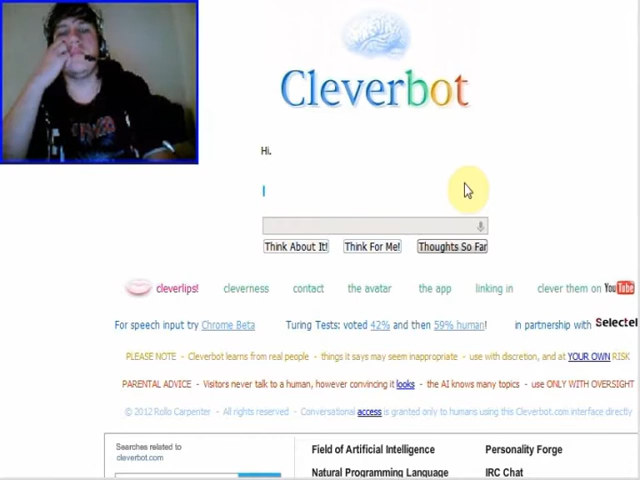 Cleverbot
Hi.
Think About It! Think For Me! Thoughts So Far
cleverlips! cleverness contact the avatar the app linking in clever them on YouTube
For speech input try Chrome Beta Turing Tests: voted 42% and then 59% human! in partnership with Selectel
PLEASE NOTE - Cleverbot learns from real people - things it says may seem inappropriate - use with discretion, and at YOUR OWN RISK
PARENTAL ADVICE - Visitors never talk to a human, however convincing it looks - the AI knows many topics - use ONLY WITH OVERSIGHT
© 2012 Rollo Carpenter - All rights reserved - Conversational access is granted only to humans using this Cleverbot.com interface directly
Searches related to
cleverbot.com
Field of Artificial Intelligence Personality Forge
Natural Programming Language IRC Chat